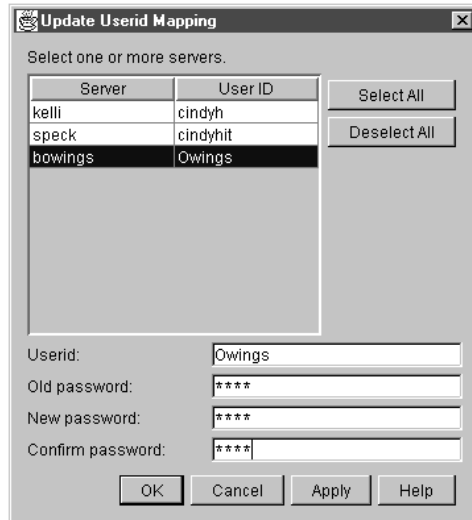 Update Userid Mapping
Select one or more servers.
Server User ID
kelli cindyh
speck cindyhit
bowings Owings
Select All
Deselect All
Userid: Owings
Old password: ****
New password: ****
Confirm password: ****
OK Cancel Apply Help